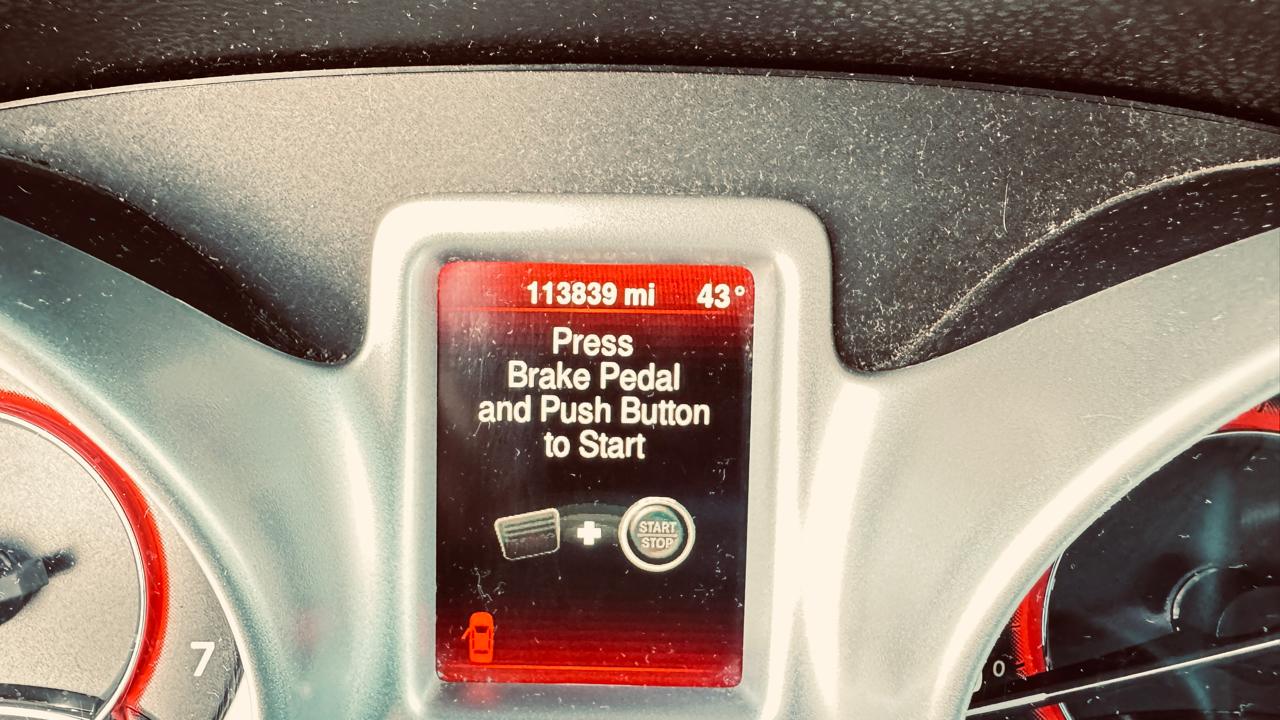 113839 mi 43°
Press
Brake Pedal
and Push Button
to Start
START
STOP
7
0